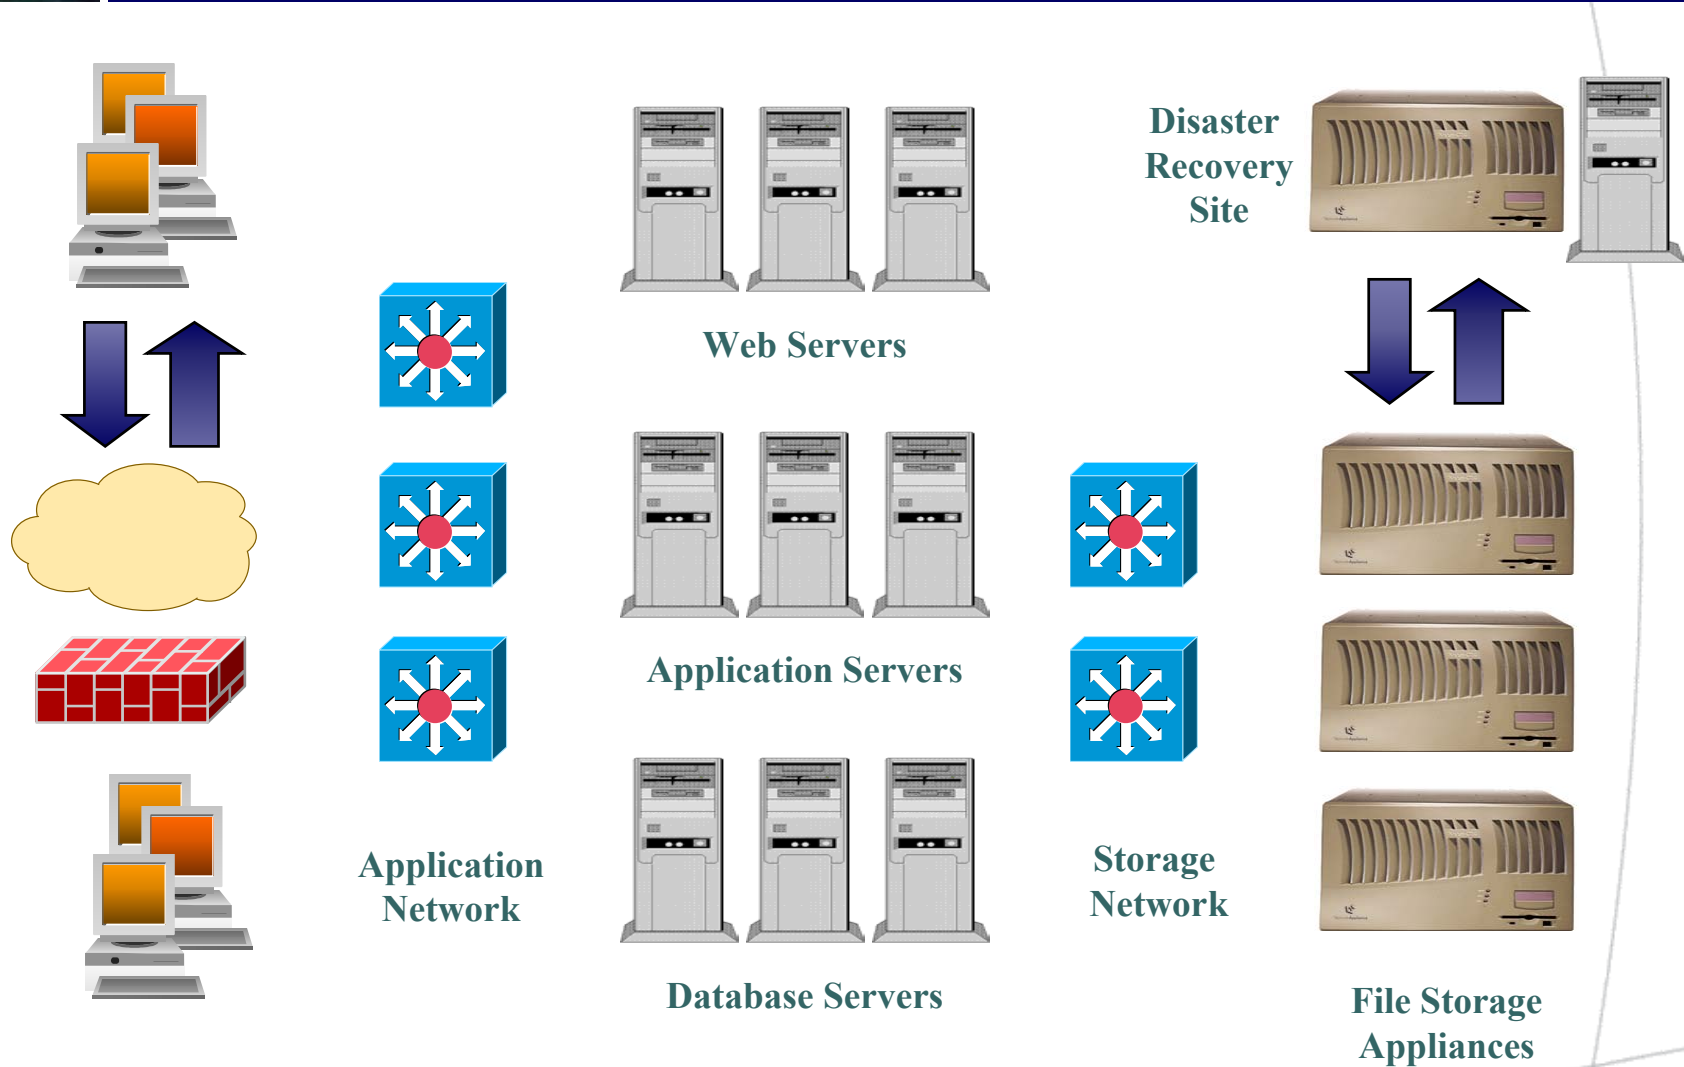 Disaster
Recovery
Site
Web Servers
Application Servers
Application
Network
Storage
Network
Database Servers
File Storage
Appliances